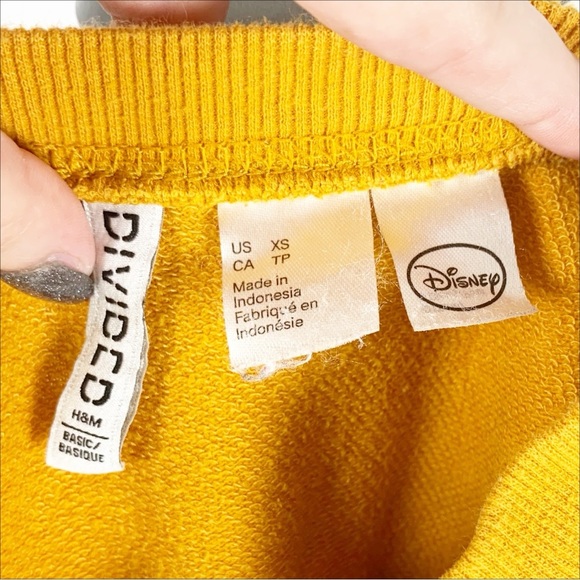 DIVIDED
H&M
BASIC/
BASIQUE
US XS
CA TP
Made in
Indonesia
Fabriqué en
Indonésie
Disney